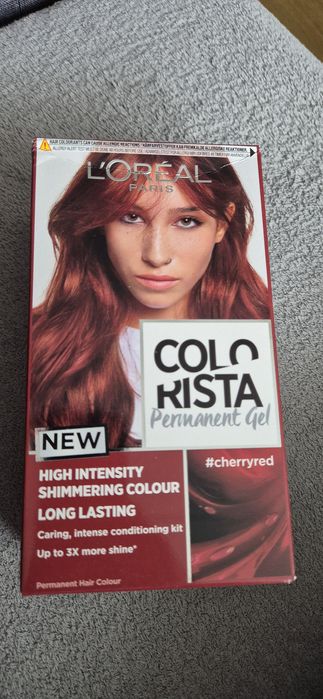 HAIR COLOURANTS CAN CAUSE ALLERGIC REACTIONS
L'ORÉAL
PARIS
COLO
RISTA
Permanent Gel
NEW
#cherryred
HIGH INTENSITY
SHIMMERING COLOUR
LONG LASTING
Caring, intense conditioning kit
Up to 3X more shine*
Permanent Hair Colour